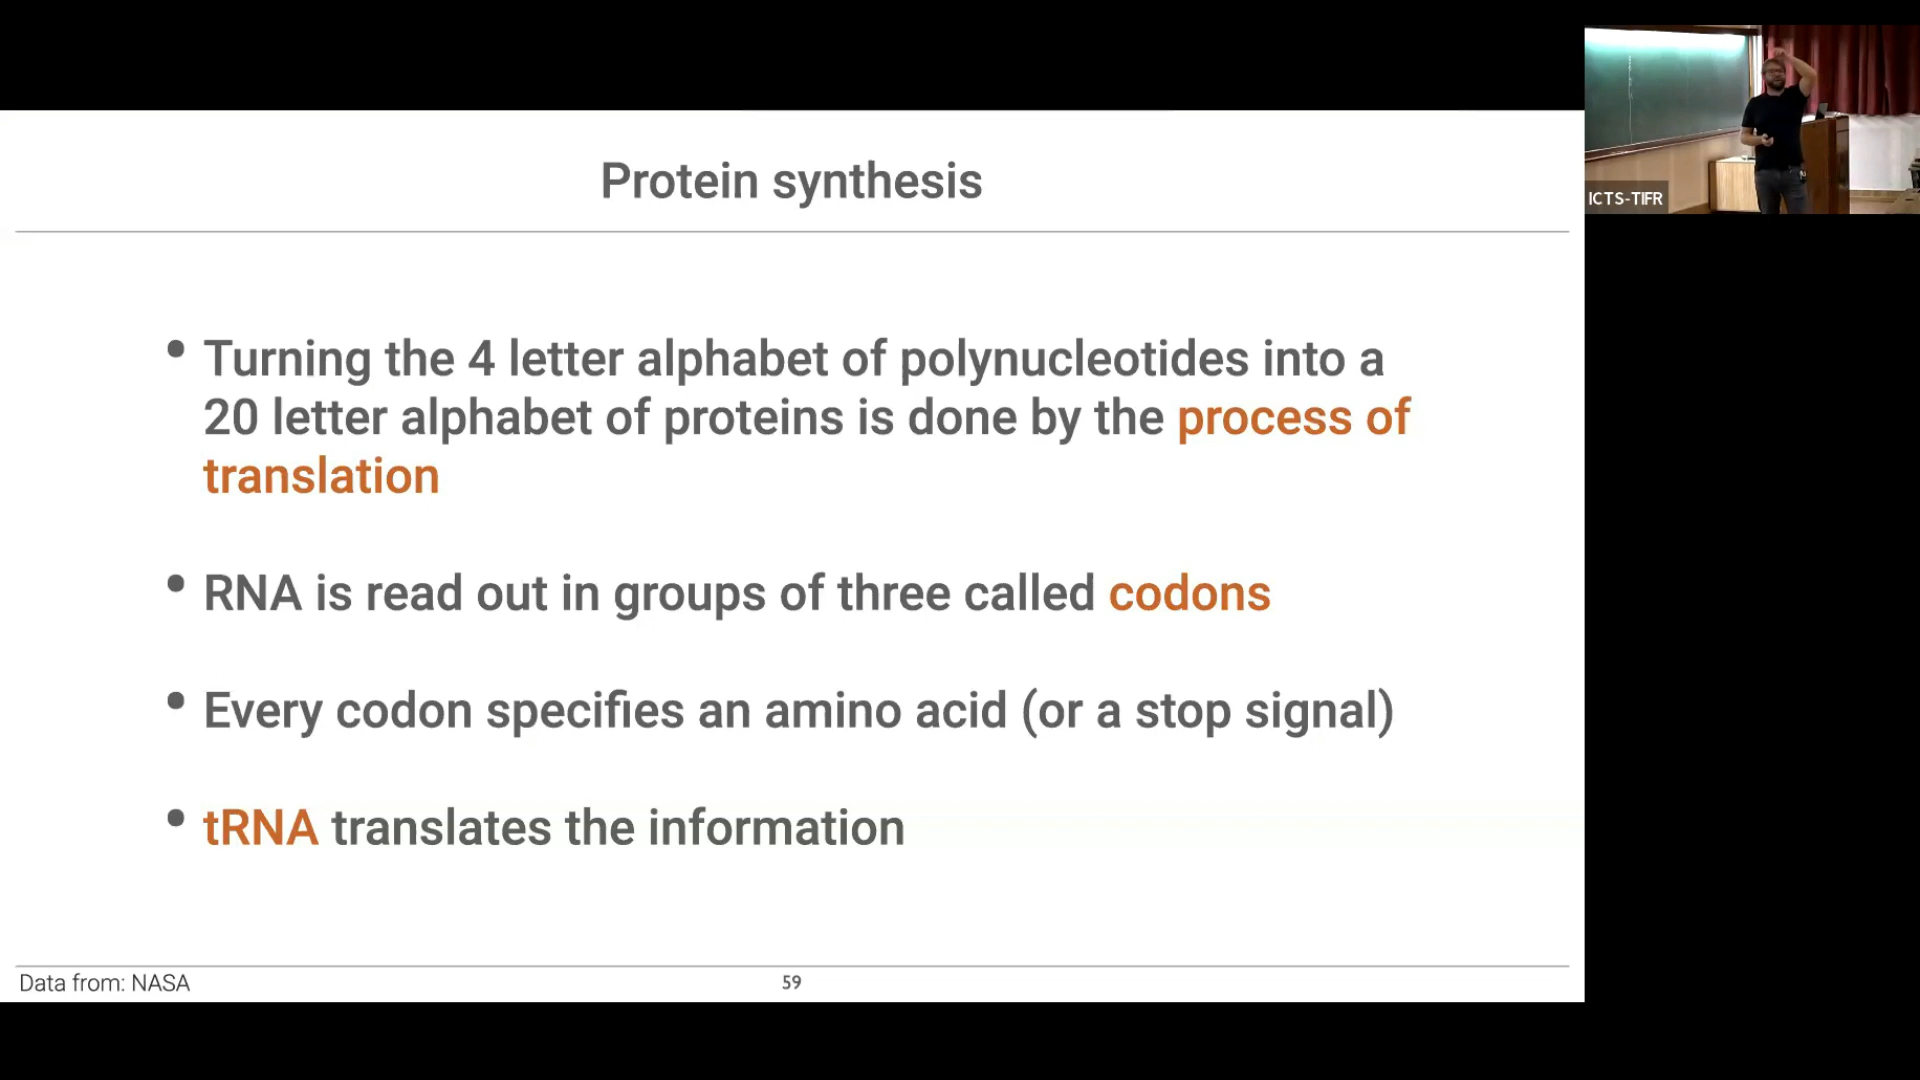 Protein synthesis
• Turning the 4 letter alphabet of polynucleotides into a
20 letter alphabet of proteins is done by the process of
translation
• RNA is read out in groups of three called codons
• Every codon specifies an amino acid (or a stop signal)
• tRNA translates the information
Data from: NASA
59
ICTS-TIFR